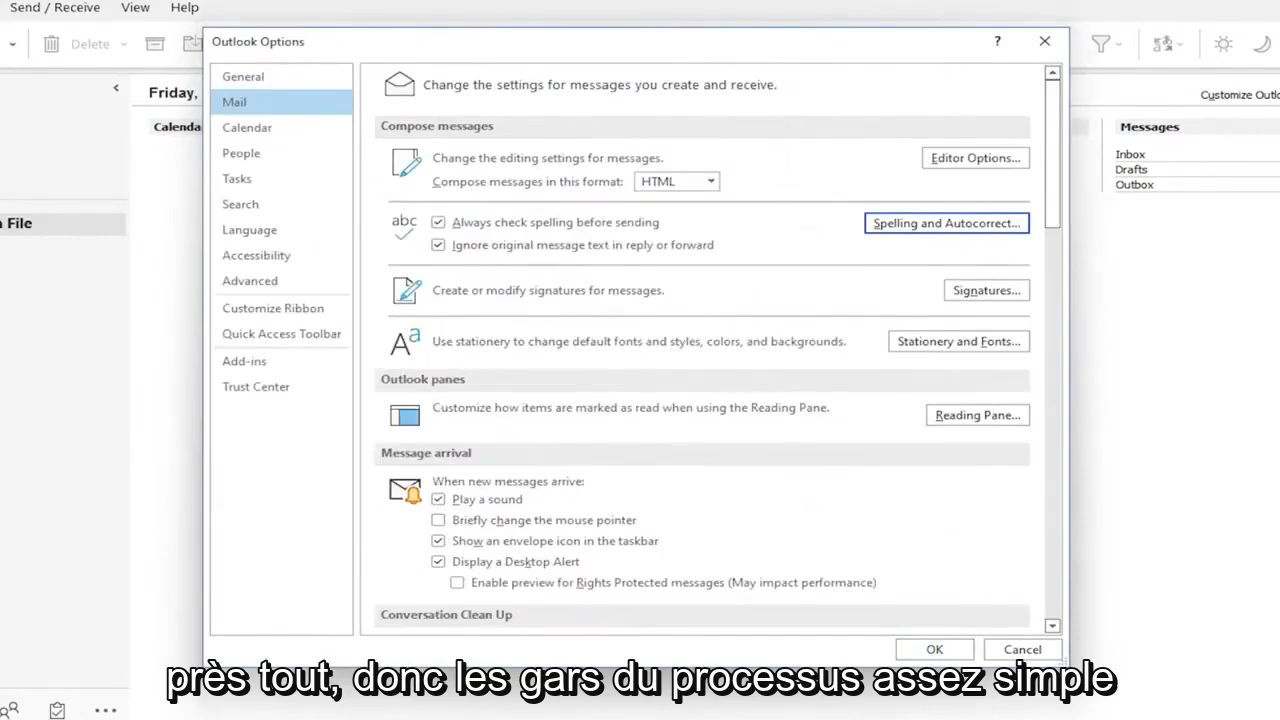 Send / Receive View Help
Delete
Outlook Options
?
Friday,
Calenda
n File
General
Mail
Calendar
People
Tasks
Search
Language
Accessibility
Advanced
Customize Ribbon
Quick Access Toolbar
Add-ins
Trust Center
Change the settings for messages you create and receive.
Compose messages
Change the editing settings for messages.
Editor Options...
Compose messages in this format: HTML
abc
Always check spelling before sending
Spelling and Autocorrect...
Ignore original message text in reply or forward
Create or modify signatures for messages.
Signatures...
Aa
Use stationery to change default fonts and styles, colors, and backgrounds.
Stationery and Fonts...
Outlook panes
Customize how items are marked as read when using the Reading Pane.
Reading Pane...
Message arrival
When new messages arrive:
Play a sound
Briefly change the mouse pointer
Show an envelope icon in the taskbar
Display a Desktop Alert
Enable preview for Rights Protected messages (May impact performance)
Conversation Clean Up
OK
Cancel
Customize Outlo
Messages
Inbox
Drafts
Outbox
près tout, donc les gars du processus assez simple